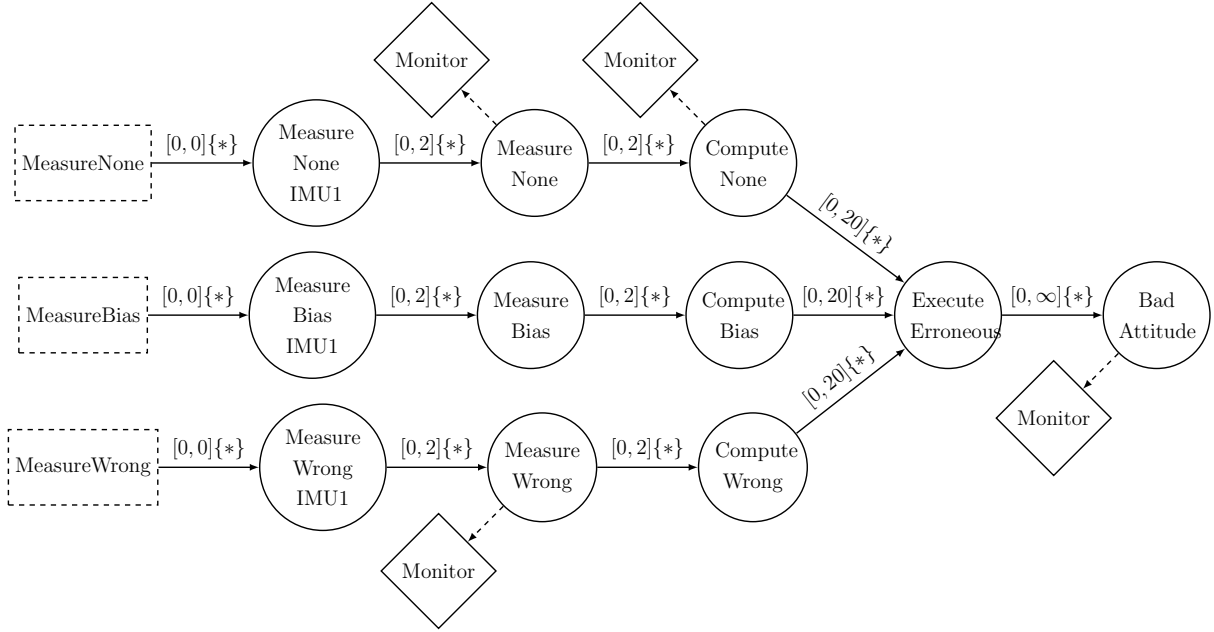 Monitor
Monitor
MeasureNone
[0, 0]{*}
Measure
None
IMU1
[0, 2]{*}
Measure
None
[0, 2]{*}
Compute
None
[0, 20]{*}
MeasureBias
[0, 0]{*}
Measure
Bias
IMU1
[0, 2]{*}
Measure
Bias
[0, 2]{*}
Compute
Bias
[0, 20]{*}
Execute
Erroneous
[0, ∞]{*}
Bad
Attitude
Monitor
[0, 20]{*}
MeasureWrong
[0, 0]{*}
Measure
Wrong
IMU1
[0, 2]{*}
Measure
Wrong
[0, 2]{*}
Compute
Wrong
Monitor